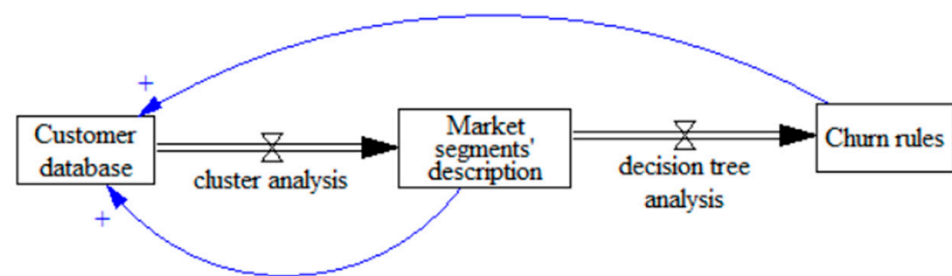 +
Customer
database
cluster analysis
+
Market
segments'
description
decision tree
analysis
Churn rules